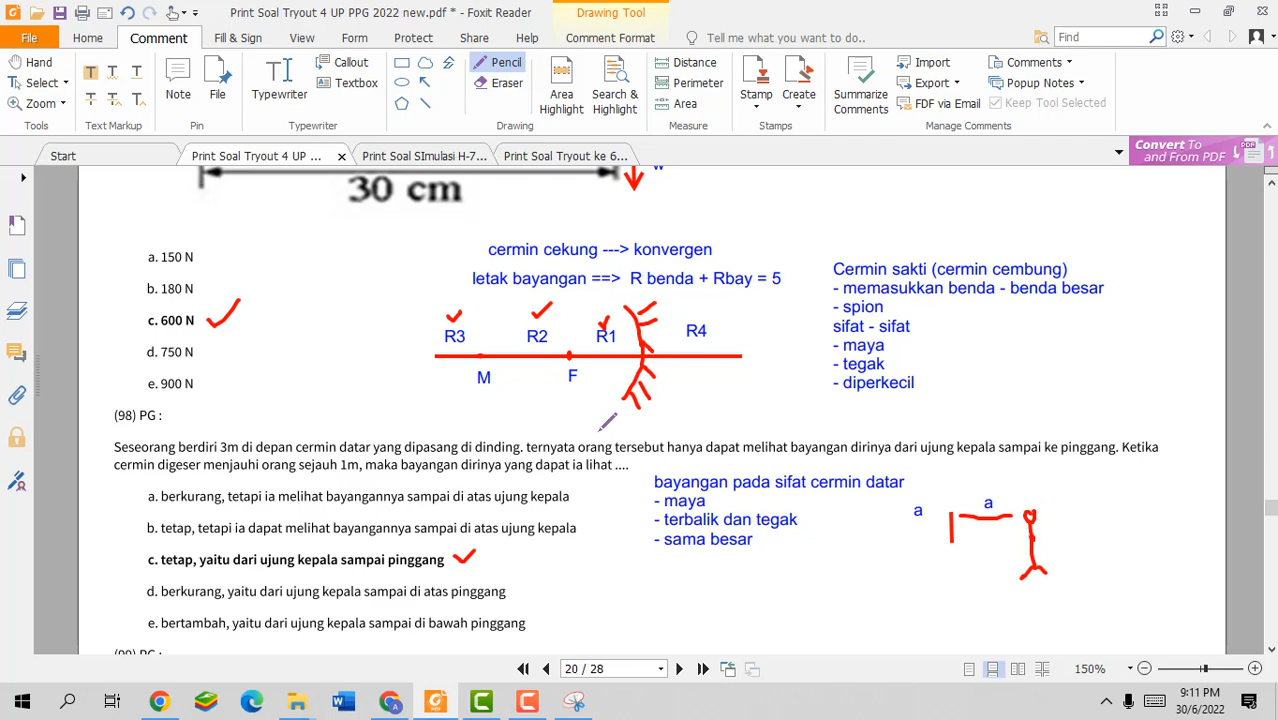 Print Soal Tryout 4 UP PPG 2022 new.pdf * - Foxit Reader
Drawing Tool
File
Home
Comment
Fill & Sign
View
Form
Protect
Share
Help
Comment Format
Tell me what you want to do..
Find
Hand
Select
Zoom
Tools
Text Markup
Note
File
Pin
Typewriter
Callout
Textbox
Typewriter
Pencil
Eraser
Drawing
Area Highlight
Search & Highlight
Distance
Perimeter
Area
Measure
Stamp
Create
Stamps
Summarize Comments
Import
Export
FDF via Email
Comments
Popup Notes
Keep Tool Selected
Manage Comments
Start
Print Soal Tryout 4 UP ...
Print Soal SImulasi H-7...
Print Soal Tryout ke 6...
Convert To
and From PDF
w
30 cm
a. 150 N
b. 180 N
c. 600 N
d. 750 N
e. 900 N
cermin cekung ---> konvergen
letak bayangan ==> R benda + Rbay = 5
R3 R2 R1 R4
M F
Cermin sakti (cermin cembung)
- memasukkan benda - benda besar
- spion
sifat - sifat
- maya
- tegak
- diperkecil
(98) PG :
Seseorang berdiri 3m di depan cermin datar yang dipasang di dinding. ternyata orang tersebut hanya dapat melihat bayangan dirinya dari ujung kepala sampai ke pinggang. Ketika
cermin digeser menjauhi orang sejauh 1m, maka bayangan dirinya yang dapat ia lihat ....
a. berkurang, tetapi ia melihat bayangannya sampai di atas ujung kepala
b. tetap, tetapi ia dapat melihat bayangannya sampai di atas ujung kepala
c. tetap, yaitu dari ujung kepala sampai pinggang
d. berkurang, yaitu dari ujung kepala sampai di atas pinggang
e. bertambah, yaitu dari ujung kepala sampai di bawah pinggang
bayangan pada sifat cermin datar
- maya
- terbalik dan tegak
- sama besar
a a
20 / 28
150%
9:11 PM
30/6/2022